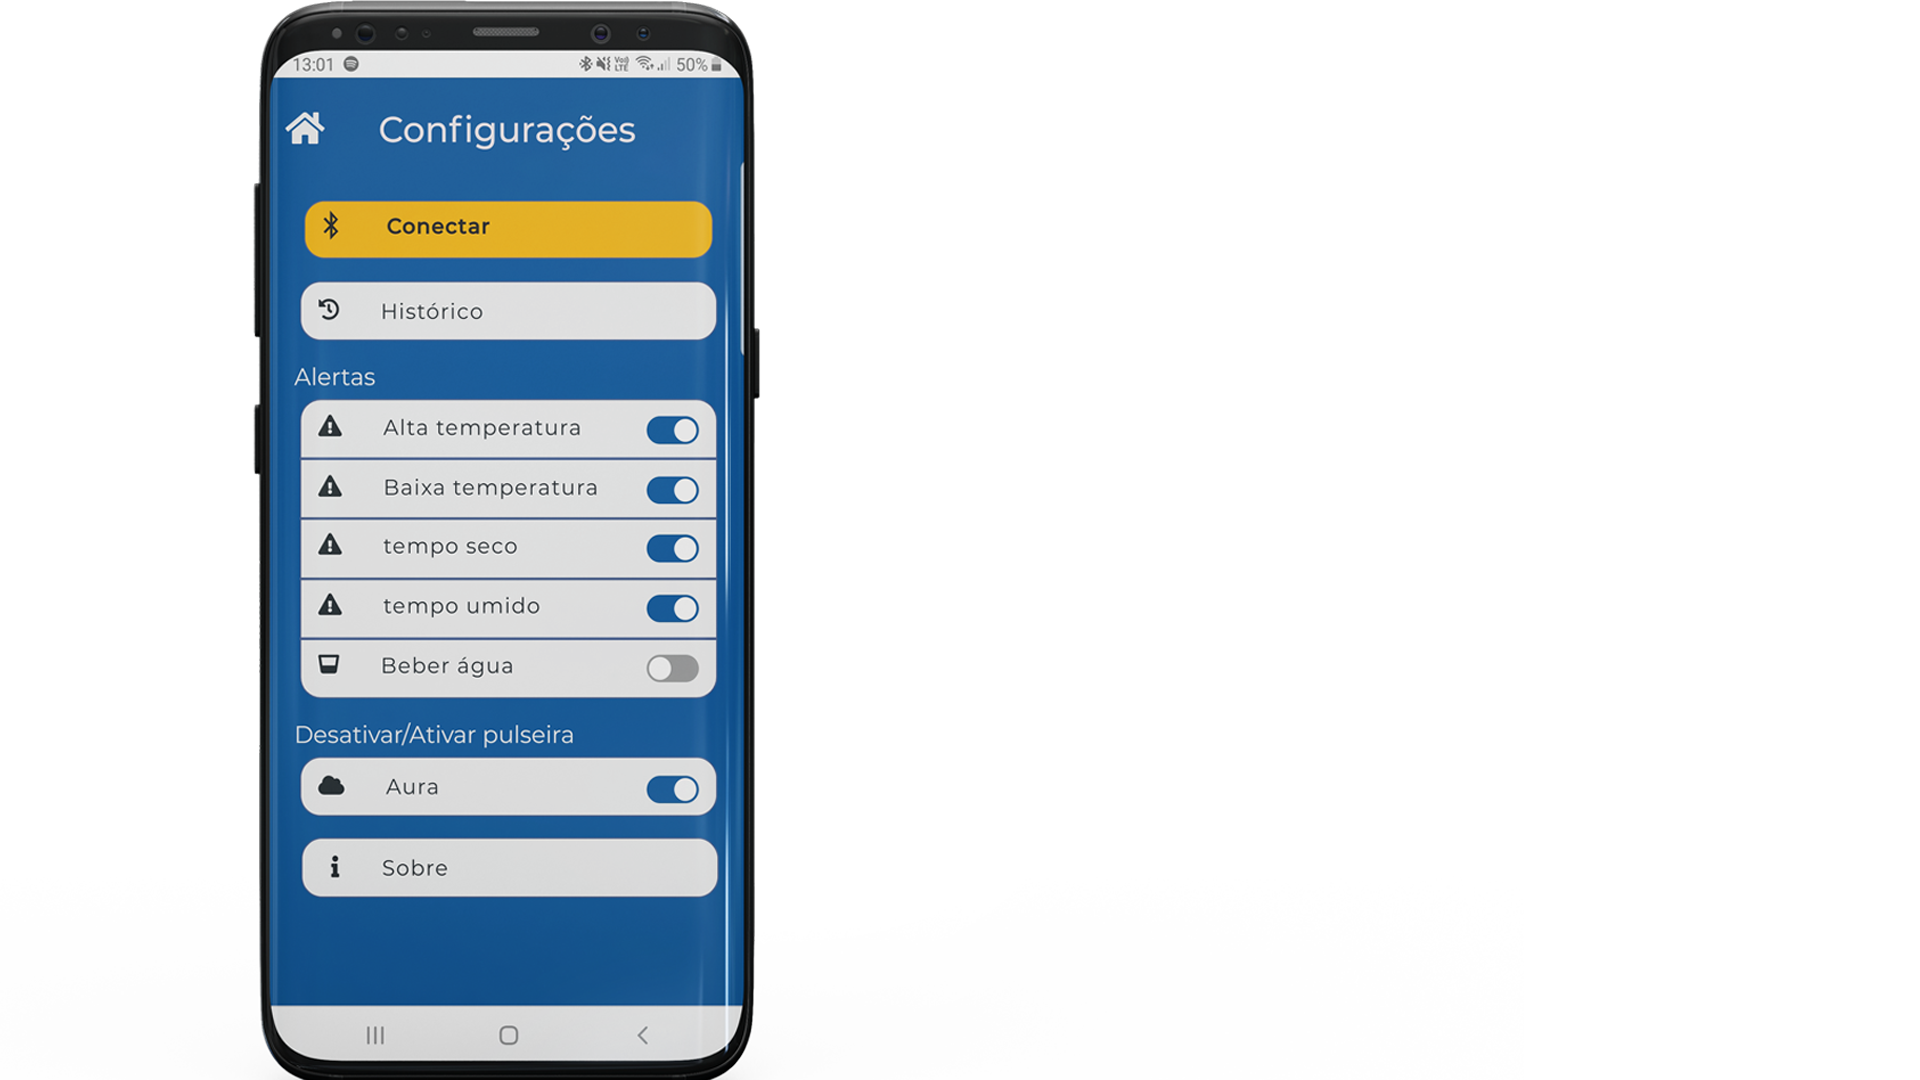 13:01 50%
Configurações
Conectar
Histórico
Alertas
Alta temperatura
Baixa temperatura
tempo seco
tempo umido
Beber água
Desativar/Ativar pulseira
Aura
Sobre